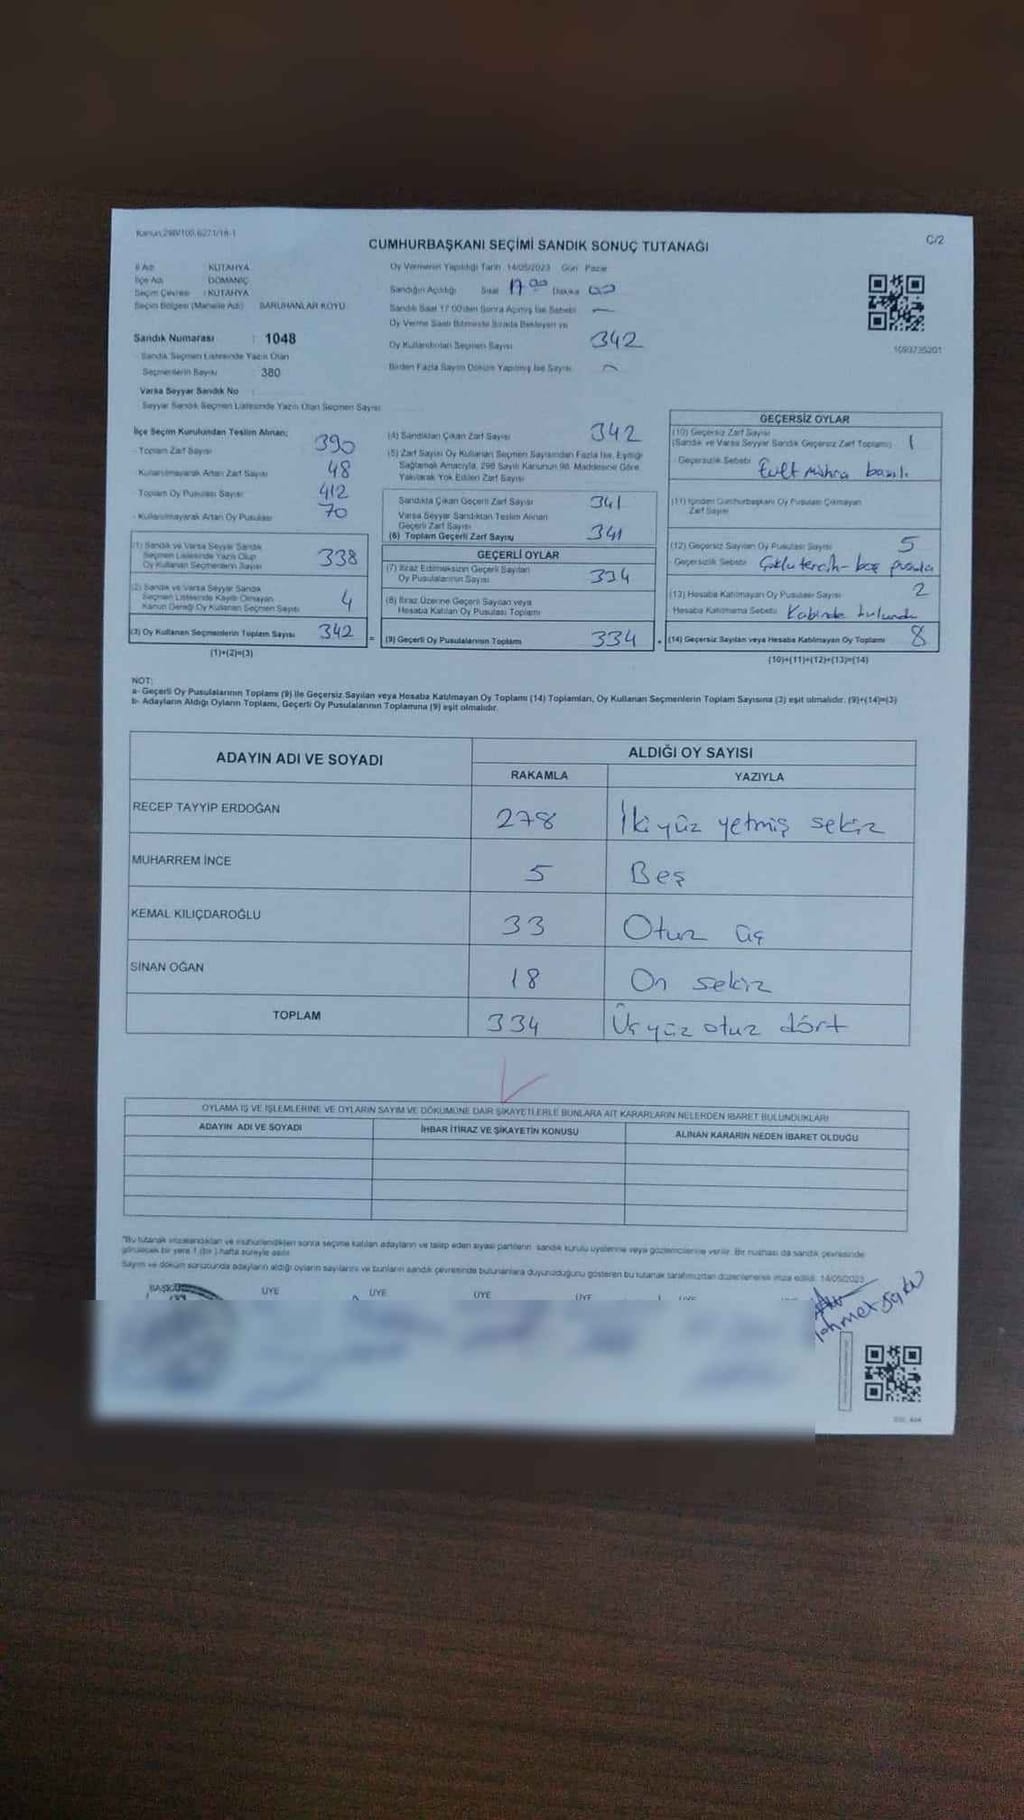 Kanun:298/105,6271/18-1
CUMHURBAŞKANI SEÇİMİ SANDIK SONUÇ TUTANAĞI
C/2
İl Adı : KÜTAHYA
İlçe Adı : DOMANİÇ
Seçim Çevresi : KÜTAHYA
Seçim Bölgesi (Mahalle Adı) : SARUHANLAR KÖYÜ
Sandık Numarası : 1048
Sandık Seçmen Listesinde Yazılı Olan
Seçmenlerin Sayısı : 380
Varsa Seyyar Sandık No :
Seyyar Sandık Seçmen Listesinde Yazılı Olan Seçmen Sayısı :
Oy Vermenin Yapıldığı Tarih 14/05/2023 Gün Pazar
Sandığın Açıldığı Saat 17:00 Dakika 00
Sandık Saat 17.00'den Sonra Açılmış İse Sebebi —
Oy Verme Saati Bitiminde Sırada Bekleyen ve
Oy Kullandırılan Seçmen Sayısı 342
Birden Fazla Sayım Döküm Yapılmış İse Sayısı
1093735201
İlçe Seçim Kurulundan Teslim Alınan;
- Toplam Zarf Sayısı 390
- Kullanılmayarak Artan Zarf Sayısı 48
- Toplam Oy Pusulası Sayısı 412
- Kullanılmayarak Artan Oy Pusulası 70
(1) Sandık ve Varsa Seyyar Sandık
Seçmen Listesinde Yazılı Olup
Oy Kullanan Seçmenlerin Sayısı 338
(2) Sandık ve Varsa Seyyar Sandık
Seçmen Listesinde Kayıtlı Olmayan
Kanun Gereği Oy Kullanan Seçmen Sayısı 4
(3) Oy Kullanan Seçmenlerin Toplam Sayısı 342 =
(1)+(2)=(3)
(4) Sandıktan Çıkan Zarf Sayısı 342
(5) Zarf Sayısı Oy Kullanan Seçmen Sayısından Fazla İse, Eşitliği
Sağlamak Amacıyla, 298 Sayılı Kanunun 98. Maddesine Göre
Yakılarak Yok Edilen Zarf Sayısı
Sandıkta Çıkan Geçerli Zarf Sayısı 341
Varsa Seyyar Sandıktan Teslim Alınan
Geçerli Zarf Sayısı
(6) Toplam Geçerli Zarf Sayısı 341
GEÇERLİ OYLAR
(7) İtiraz Edilmeksizin Geçerli Sayılan
Oy Pusulalarının Sayısı 334
(8) İtiraz Üzerine Geçerli Sayılan veya
Hesaba Katılan Oy Pusulası Toplamı
(9) Geçerli Oy Pusulalarının Toplamı 334 +
GEÇERSİZ OYLAR
(10) Geçersiz Zarf Sayısı
(Sandık ve Varsa Seyyar Sandık Geçersiz Zarf Toplamı) 1
Geçersizlik Sebebi Evet Mühra basılı
(11) İçinden Cumhurbaşkanı Oy Pusulası Çıkmayan
Zarf Sayısı
(12) Geçersiz Sayılan Oy Pusulası Sayısı 5
Geçersizlik Sebebi Çoklu tercih - boş pusula
(13) Hesaba Katılmayan Oy Pusulası Sayısı 2
Hesaba Katılmama Sebebi Kabinde bulundu
(14) Geçersiz Sayılan veya Hesaba Katılmayan Oy Toplamı 8
(10)+(11)+(12)+(13)=(14)
NOT:
a- Geçerli Oy Pusulalarının Toplamı (9) ile Geçersiz Sayılan veya Hesaba Katılmayan Oy Toplamı (14) Toplamları, Oy Kullanan Seçmenlerin Toplam Sayısına (3) eşit olmalıdır. (9)+(14)=(3)
b- Adayların Aldığı Oyların Toplamı, Geçerli Oy Pusulalarının Toplamına (9) eşit olmalıdır.
ADAYIN ADI VE SOYADI
ALDIĞI OY SAYISI
RAKAMLA YAZIYLA
RECEP TAYYİP ERDOĞAN 278 İki yüz yetmiş sekiz
MUHARREM İNCE 5 Beş
KEMAL KILIÇDAROĞLU 33 Otuz üç
SİNAN OĞAN 18 On sekiz
TOPLAM 334 Üç yüz otuz dört
OYLAMA İŞ VE İŞLEMLERİNE VE OYLARIN SAYIM VE DÖKÜMÜNE DAİR ŞİKAYETLERLE BUNLARA AİT KARARLARIN NELERDEN İBARET BULUNDUKLARI
ADAYIN ADI VE SOYADI İHBAR İTİRAZ VE ŞİKAYETİN KONUSU ALINAN KARARIN NEDEN İBARET OLDUĞU
"Bu tutanak imzalandıktan ve mühürlendikten sonra seçime katılan adayların ve talep eden siyasi partilerin sandık kurulu üyelerine veya gözlemcilerine verilir. Bir nüshası da sandık çevresinde
görülecek bir yere 1 (bir) hafta süreyle asılır.
Sayım ve döküm sonucunda adayların aldığı oyların sayılarını ve bunların sandık çevresinde bulunanlara duyurulduğunu gösteren bu tutanak tarafımızdan düzenlenerek imza edildi. 14/05/2023
BAŞKAN ÜYE ÜYE ÜYE ÜYE ÜYE